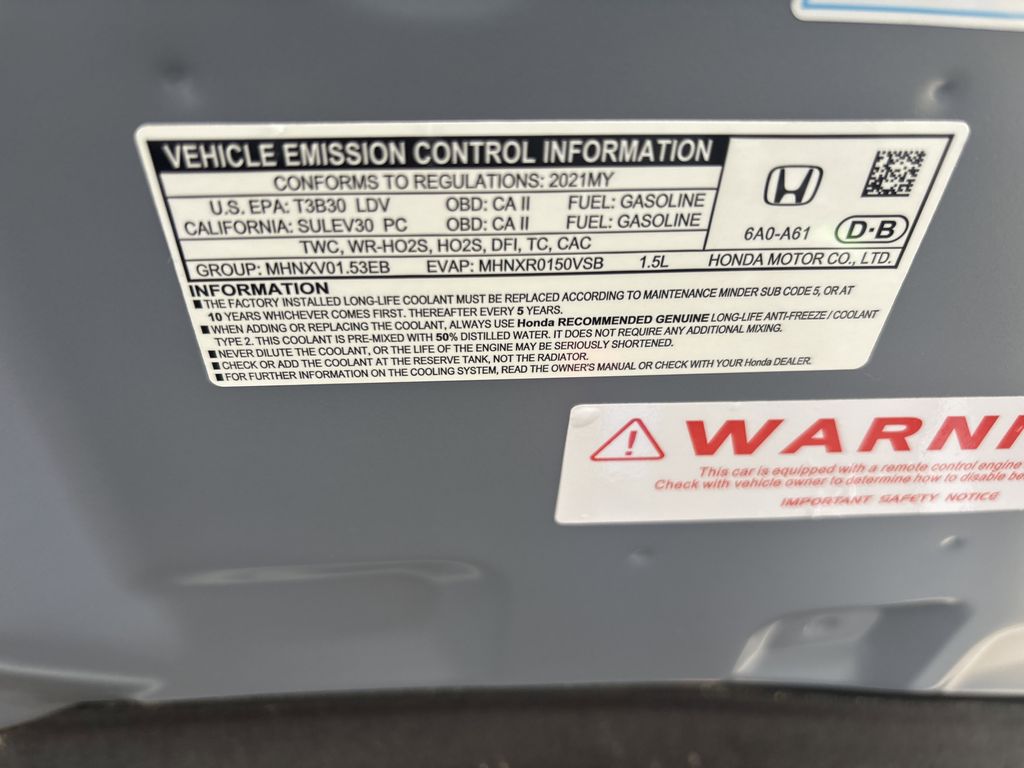 VEHICLE EMISSION CONTROL INFORMATION
CONFORMS TO REGULATIONS: 2021MY
U.S. EPA: T3B30 LDV OBD: CA II FUEL: GASOLINE
CALIFORNIA: SULEV30 PC OBD: CA II FUEL: GASOLINE
TWC, WR-HO2S, HO2S, DFI, TC, CAC
6A0-A61 D·B
GROUP: MHNXV01.53EB EVAP: MHNXR0150VSB 1.5L HONDA MOTOR CO., LTD.
INFORMATION
■THE FACTORY INSTALLED LONG-LIFE COOLANT MUST BE REPLACED ACCORDING TO MAINTENANCE MINDER SUB CODE 5, OR AT
10 YEARS WHICHEVER COMES FIRST. THEREAFTER EVERY 5 YEARS.
■WHEN ADDING OR REPLACING THE COOLANT, ALWAYS USE Honda RECOMMENDED GENUINE LONG-LIFE ANTI-FREEZE / COOLANT
TYPE 2. THIS COOLANT IS PRE-MIXED WITH 50% DISTILLED WATER. IT DOES NOT REQUIRE ANY ADDITIONAL MIXING.
■NEVER DILUTE THE COOLANT, OR THE LIFE OF THE ENGINE MAY BE SERIOUSLY SHORTENED.
■CHECK OR ADD THE COOLANT AT THE RESERVE TANK, NOT THE RADIATOR.
■FOR FURTHER INFORMATION ON THE COOLING SYSTEM, READ THE OWNER'S MANUAL OR CHECK WITH YOUR Honda DEALER.
WARNI
This car is equipped with a remote control engine
Check with vehicle owner to determine how to disable be
IMPORTANT SAFETY NOTICE